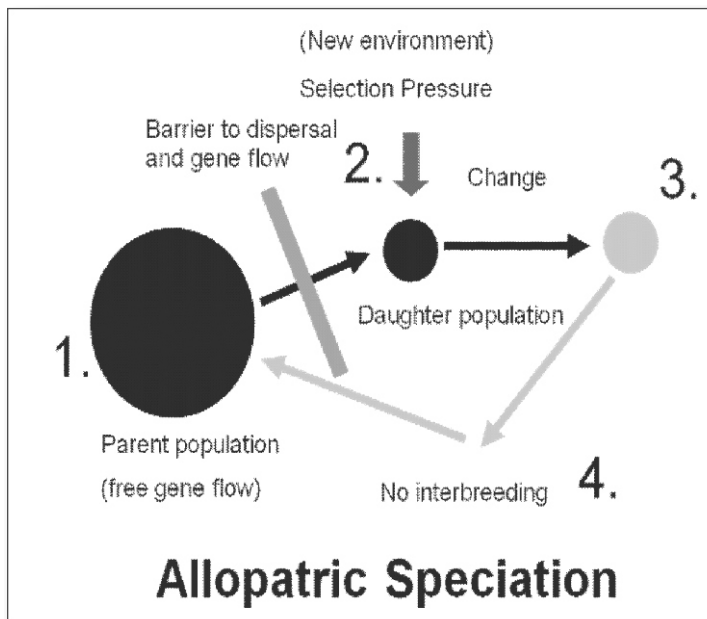 (New environment)
Selection Pressure
Barrier to dispersal
and gene flow
2.
Change
3.
Daughter population
1.
Parent population
(free gene flow)
No interbreeding
4.
Allopatric Speciation